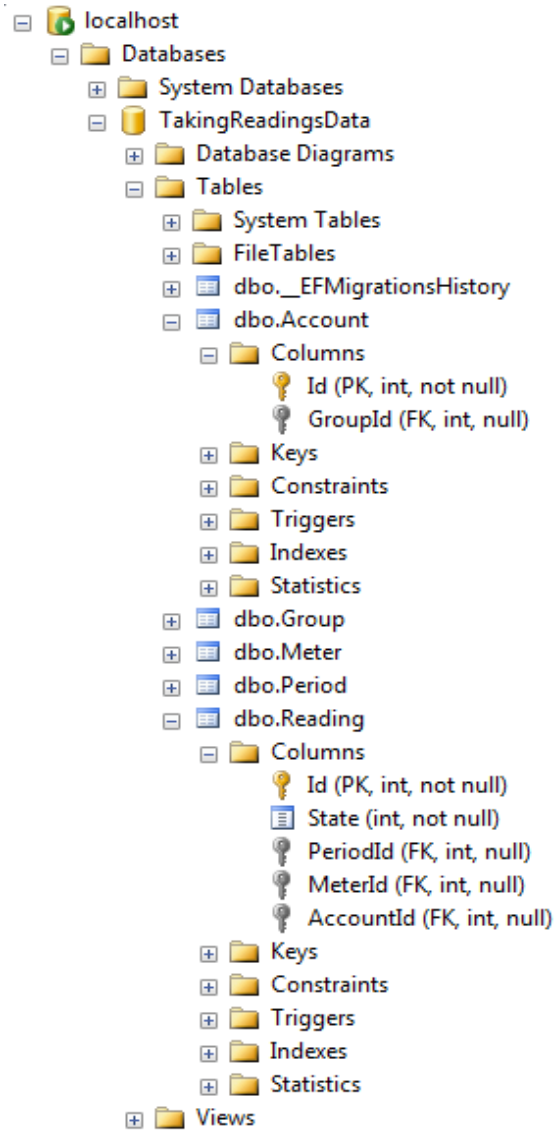 localhost
Databases
System Databases
TakingReadingsData
Database Diagrams
Tables
System Tables
FileTables
dbo.__EFMigrationsHistory
dbo.Account
Columns
Id (PK, int, not null)
GroupId (FK, int, null)
Keys
Constraints
Triggers
Indexes
Statistics
dbo.Group
dbo.Meter
dbo.Period
dbo.Reading
Columns
Id (PK, int, not null)
State (int, not null)
PeriodId (FK, int, null)
MeterId (FK, int, null)
AccountId (FK, int, null)
Keys
Constraints
Triggers
Indexes
Statistics
Views